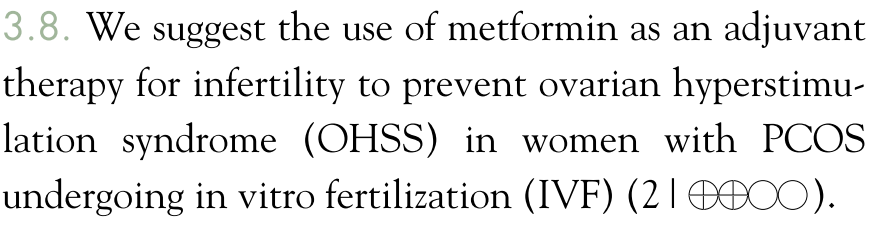 3.8. We suggest the use of metformin as an adjuvant
therapy for infertility to prevent ovarian hyperstimu-
lation syndrome (OHSS) in women with PCOS
undergoing in vitro fertilization (IVF) (2|⊕⊕○○).